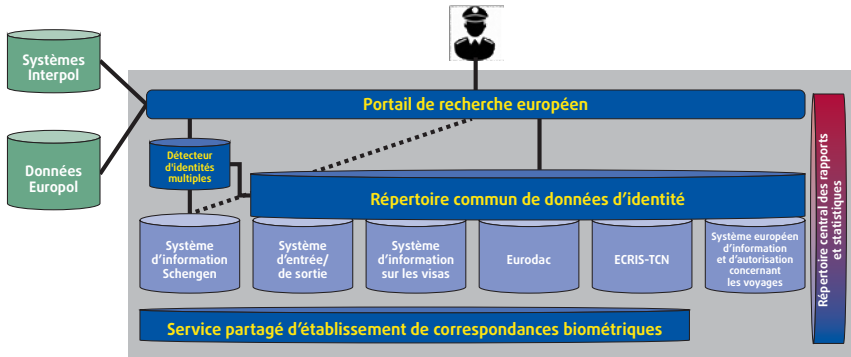 Systèmes
Interpol
Portail de recherche européen
Détecteur
d'identités
multiples
Données
Europol
Répertoire commun de données d'identité
Système
d'information
Schengen
Système
d'entrée/
de sortie
Système
d'information
sur les visas
Eurodac
ECRIS-TCN
Système européen
d'information
et d'autorisation
concernant
les voyages
Service partagé d'établissement de correspondances biométriques
Répertoire central des rapports
et statistiques